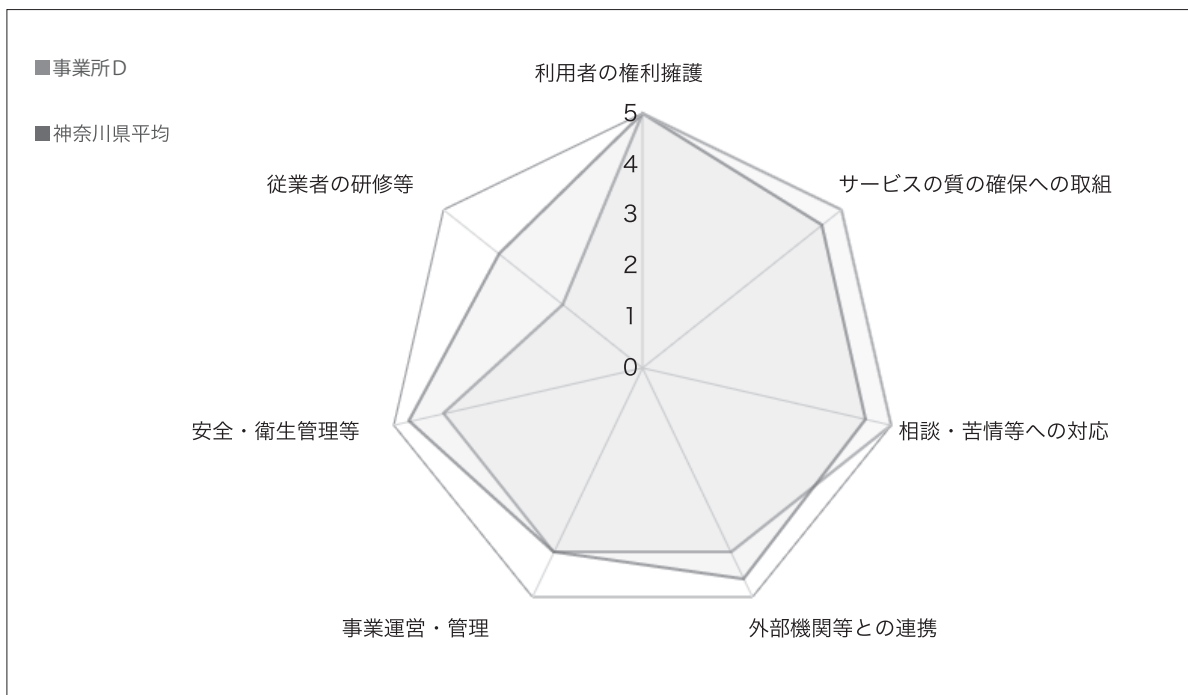 事業所D
神奈川県平均
利用者の権利擁護
サービスの質の確保への取組
相談・苦情等への対応
外部機関等との連携
事業運営・管理
安全・衛生管理等
従業者の研修等
5
4
3
2
1
0